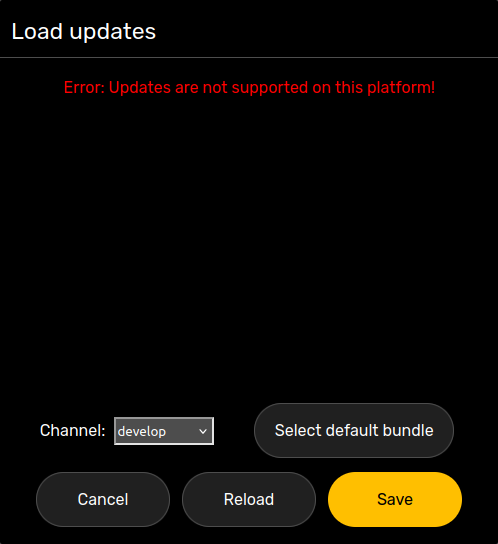 Load updates
Error: Updates are not supported on this platform!
Channel: develop Select default bundle
Cancel Reload Save